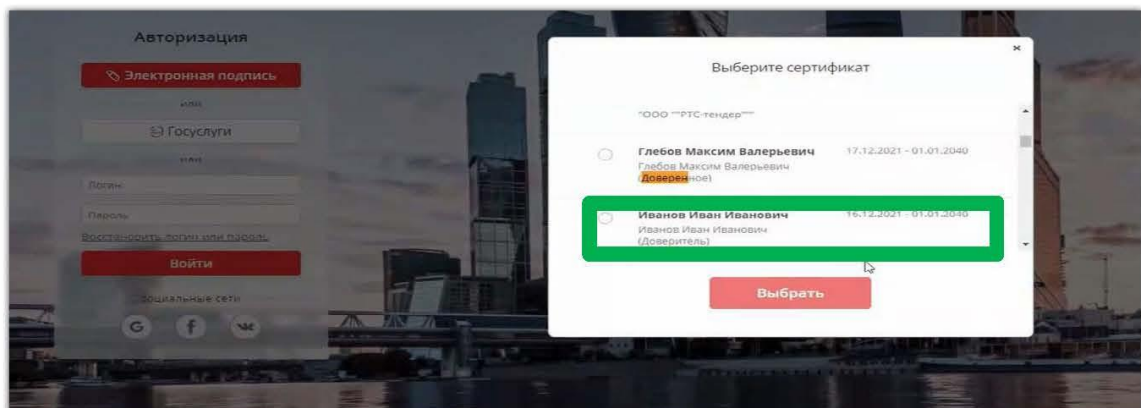 Авторизация
Электронная подпись
или
Госуслуги
или
Логин
Пароль
Восстановить логин или пароль
Войти
Социальные сети
G f
Выберите сертификат
×
"ООО ""РТС-тендер"""
Глебов Максим Валерьевич 17.12.2021 - 01.01.2040
Глебов Максим Валерьевич
(Доверенное)
Иванов Иван Иванович 16.12.2021 - 01.01.2040
Иванов Иван Иванович
(Доверитель)
Выбрать